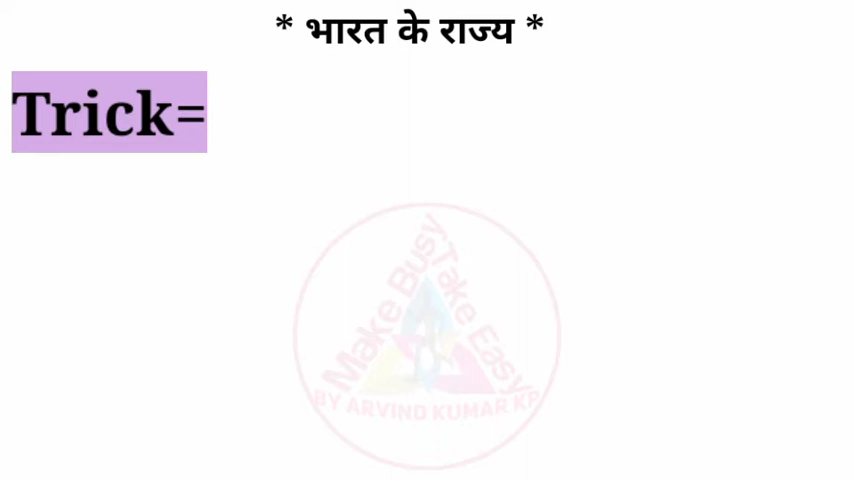 * भारत के राज्य *
Trick=
Make Busy Take Easy
BY ARVIND KUMAR KP